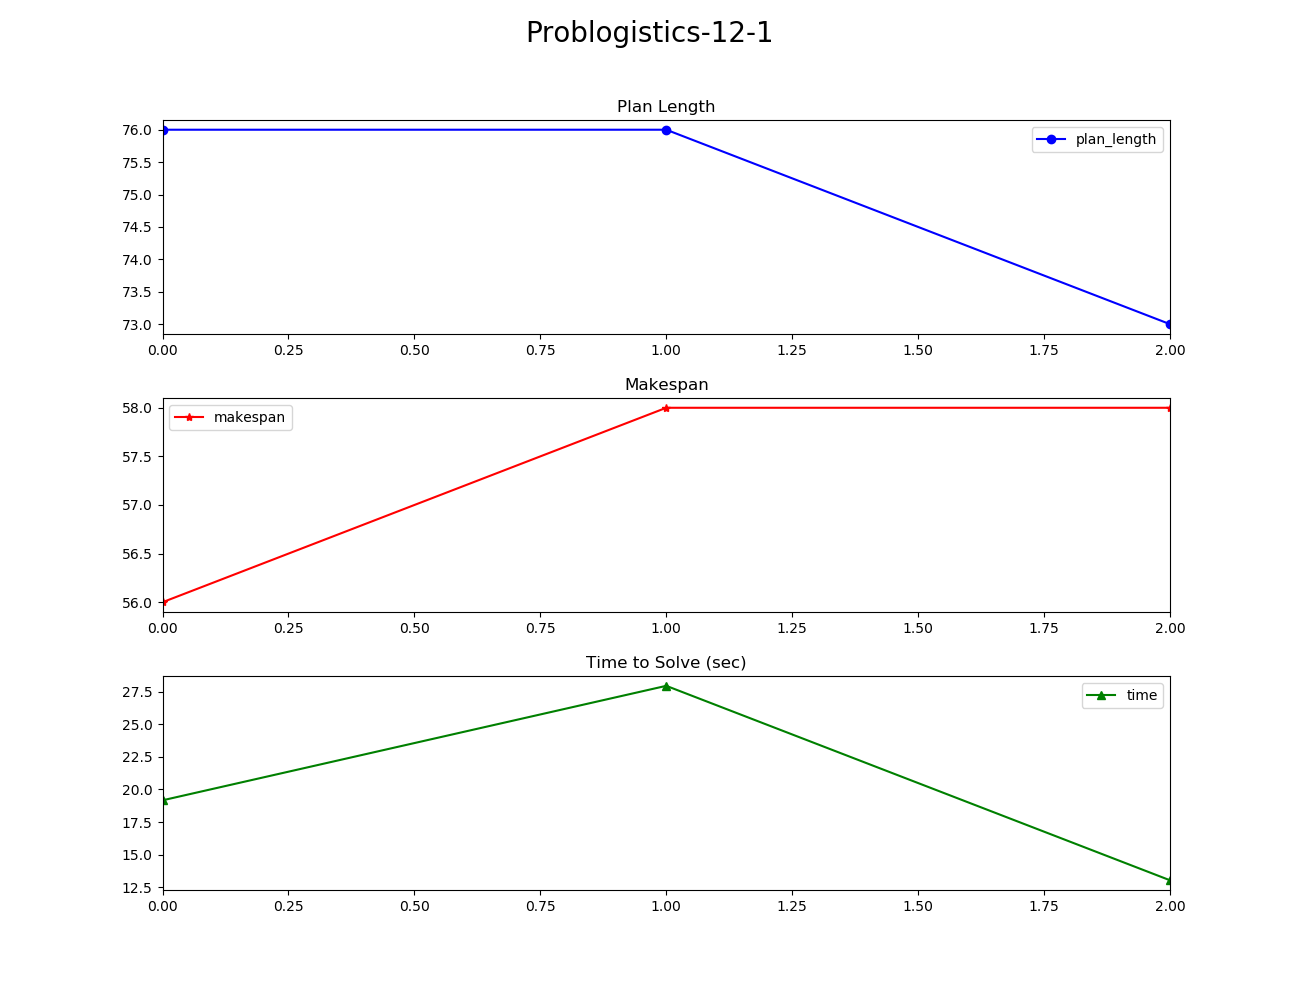 Problogistics-12-1
Plan Length
76.0
75.5
75.0
74.5
74.0
73.5
73.0
plan_length
0.00 0.25 0.50 0.75 1.00 1.25 1.50 1.75 2.00
Makespan
58.0
57.5
57.0
56.5
56.0
makespan
0.00 0.25 0.50 0.75 1.00 1.25 1.50 1.75 2.00
Time to Solve (sec)
27.5
25.0
22.5
20.0
17.5
15.0
12.5
time
0.00 0.25 0.50 0.75 1.00 1.25 1.50 1.75 2.00